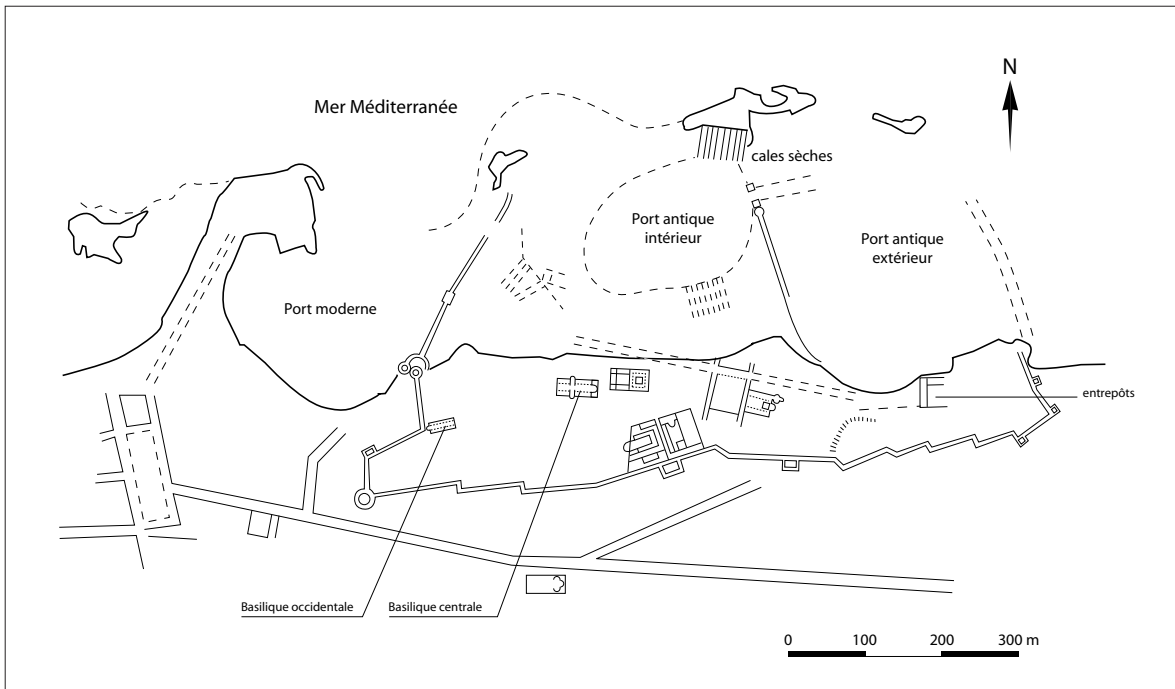 N
Mer Méditerranée
cales sèches
Port antique
intérieur
Port antique
extérieur
Port moderne
entrepôts
Basilique occidentale
Basilique centrale
0 100 200 300 m